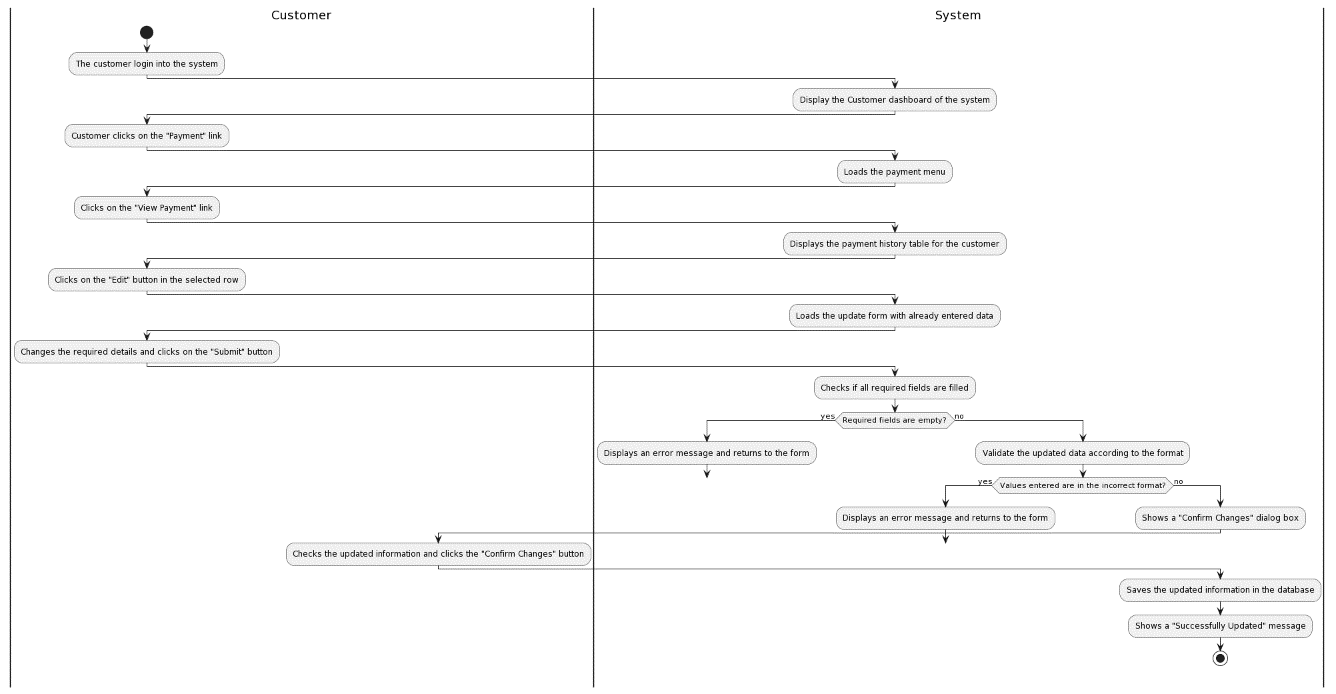 Customer
System
The customer login into the system
Display the Customer dashboard of the system
Customer clicks on the "Payment" link
Loads the payment menu
Clicks on the "View Payment" link
Displays the payment history table for the customer
Clicks on the "Edit" button in the selected row
Loads the update form with already entered data
Changes the required details and clicks on the "Submit" button
Checks if all required fields are filled
yes
Required fields are empty?
no
Displays an error message and returns to the form
Validate the updated data according to the format
yes
Values entered are in the incorrect format?
no
Displays an error message and returns to the form
Shows a "Confirm Changes" dialog box
Checks the updated information and clicks the "Confirm Changes" button
Saves the updated information in the database
Shows a "Successfully Updated" message